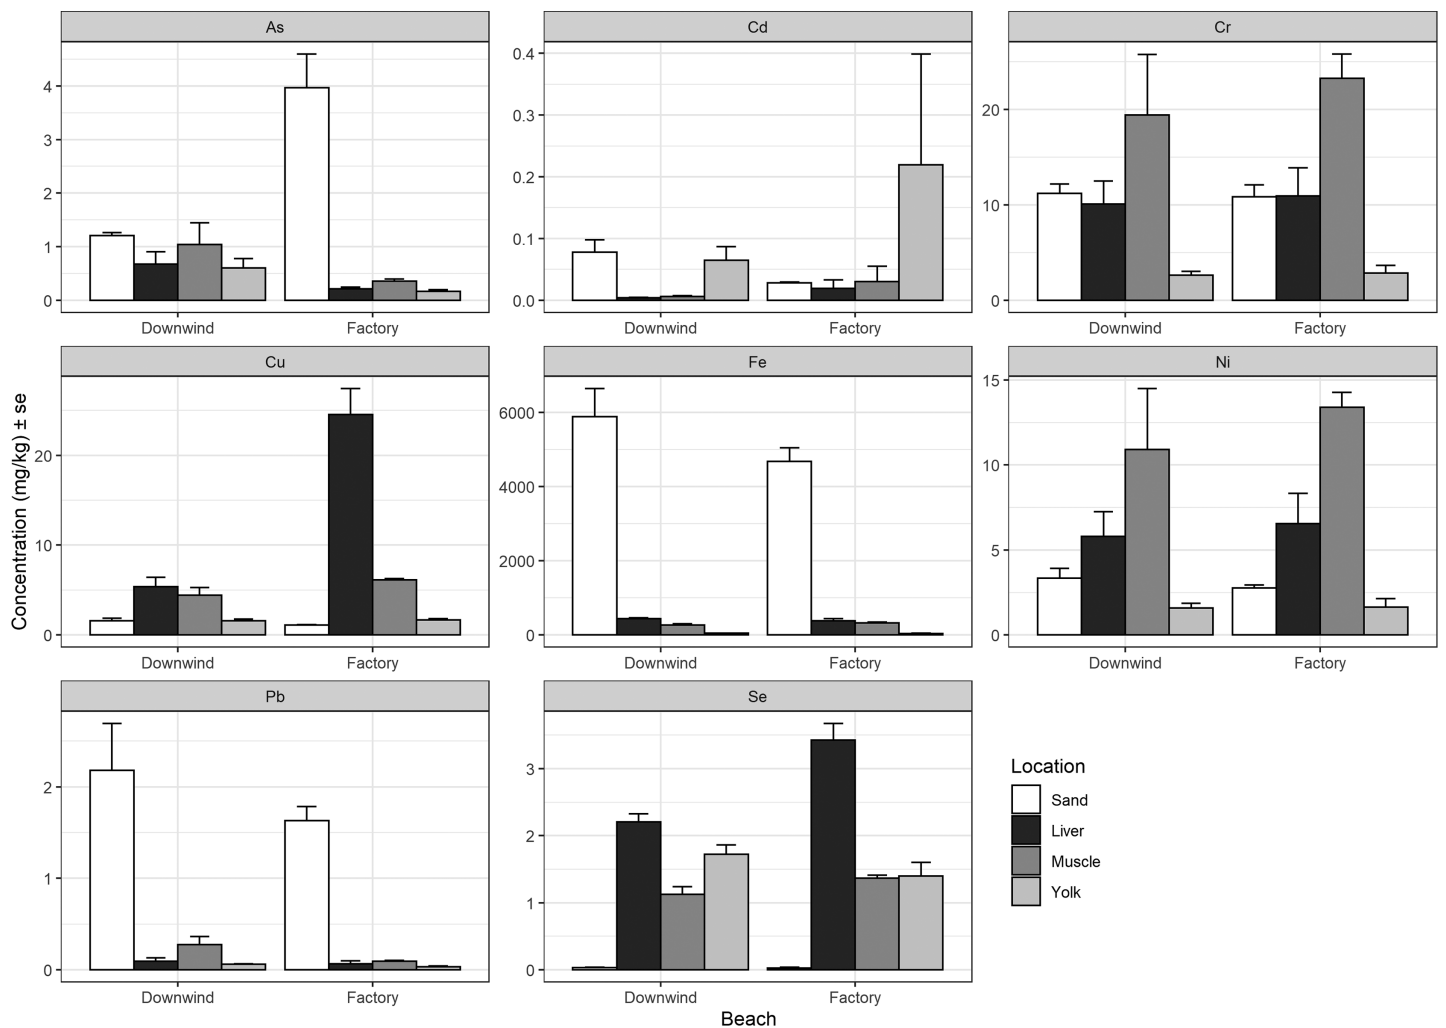 As
Cd
Cr
4
3
2
1
0
0.4
0.3
0.2
0.1
0.0
20
10
0
Downwind
Factory
Downwind
Factory
Downwind
Factory
Cu
Fe
Ni
20
10
0
6000
4000
2000
0
15
10
5
0
Downwind
Factory
Downwind
Factory
Downwind
Factory
Concentration (mg/kg) ± se
Pb
Se
2
1
0
3
2
1
0
Downwind
Factory
Downwind
Factory
Beach
Location
Sand
Liver
Muscle
Yolk